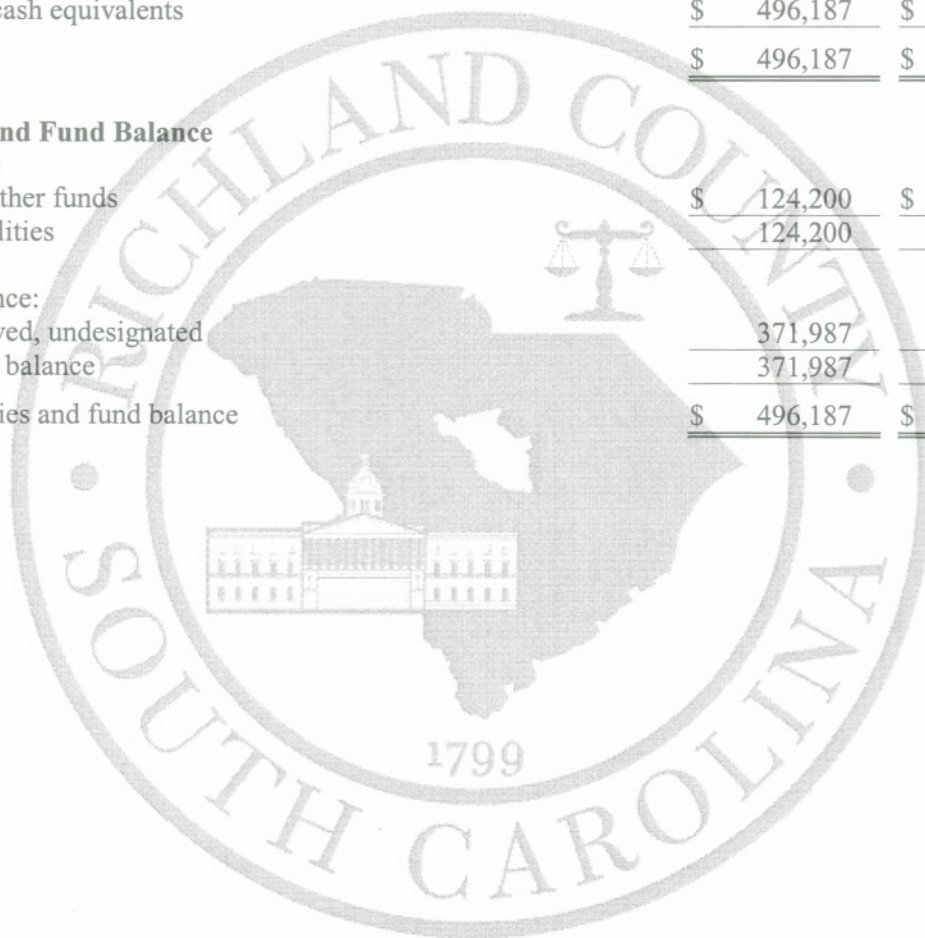 cash equivalents $ 496,187 $
$ 496,187 $
nd Fund Balance
ther funds $ 124,200 $
lities 124,200
nce:
ved, undesignated 371,987
balance 371,987
ies and fund balance $ 496,187 $
RICHLAND COUNTY
1799
SOUTH CAROLINA